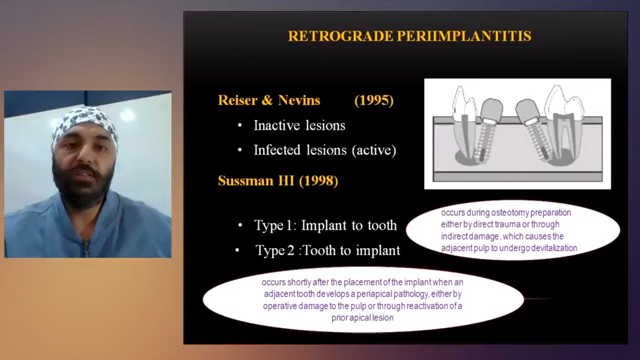 RETROGRADE PERIIMPLANTITIS
Reiser & Nevins (1995)
• Inactive lesions
• Infected lesions (active)
Sussman HI (1998)
• Type 1: Implant to tooth
• Type 2 :Tooth to implant
occurs during osteotomy preparation
either by direct trauma or through
indirect damage, which causes the
adjacent pulp to undergo devitalization
occurs shortly after the placement of the implant when an
adjacent tooth develops a periapical pathology, either by
operative damage to the pulp or through reactivation of a
prior apical lesion